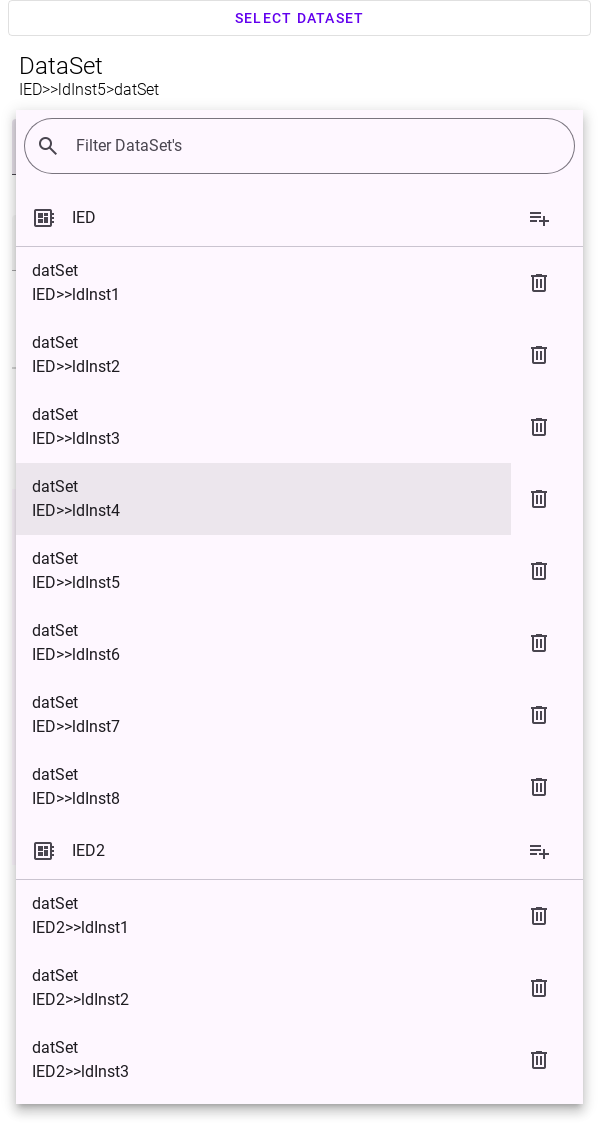 SELECT DATASET
DataSet
IED>>ldInst5>datSet
Filter DataSet's
IED
datSet
IED>>ldInst1
datSet
IED>>ldInst2
datSet
IED>>ldInst3
datSet
IED>>ldInst4
datSet
IED>>ldInst5
datSet
IED>>ldInst6
datSet
IED>>ldInst7
datSet
IED>>ldInst8
IED2
datSet
IED2>>ldInst1
datSet
IED2>>ldInst2
datSet
IED2>>ldInst3